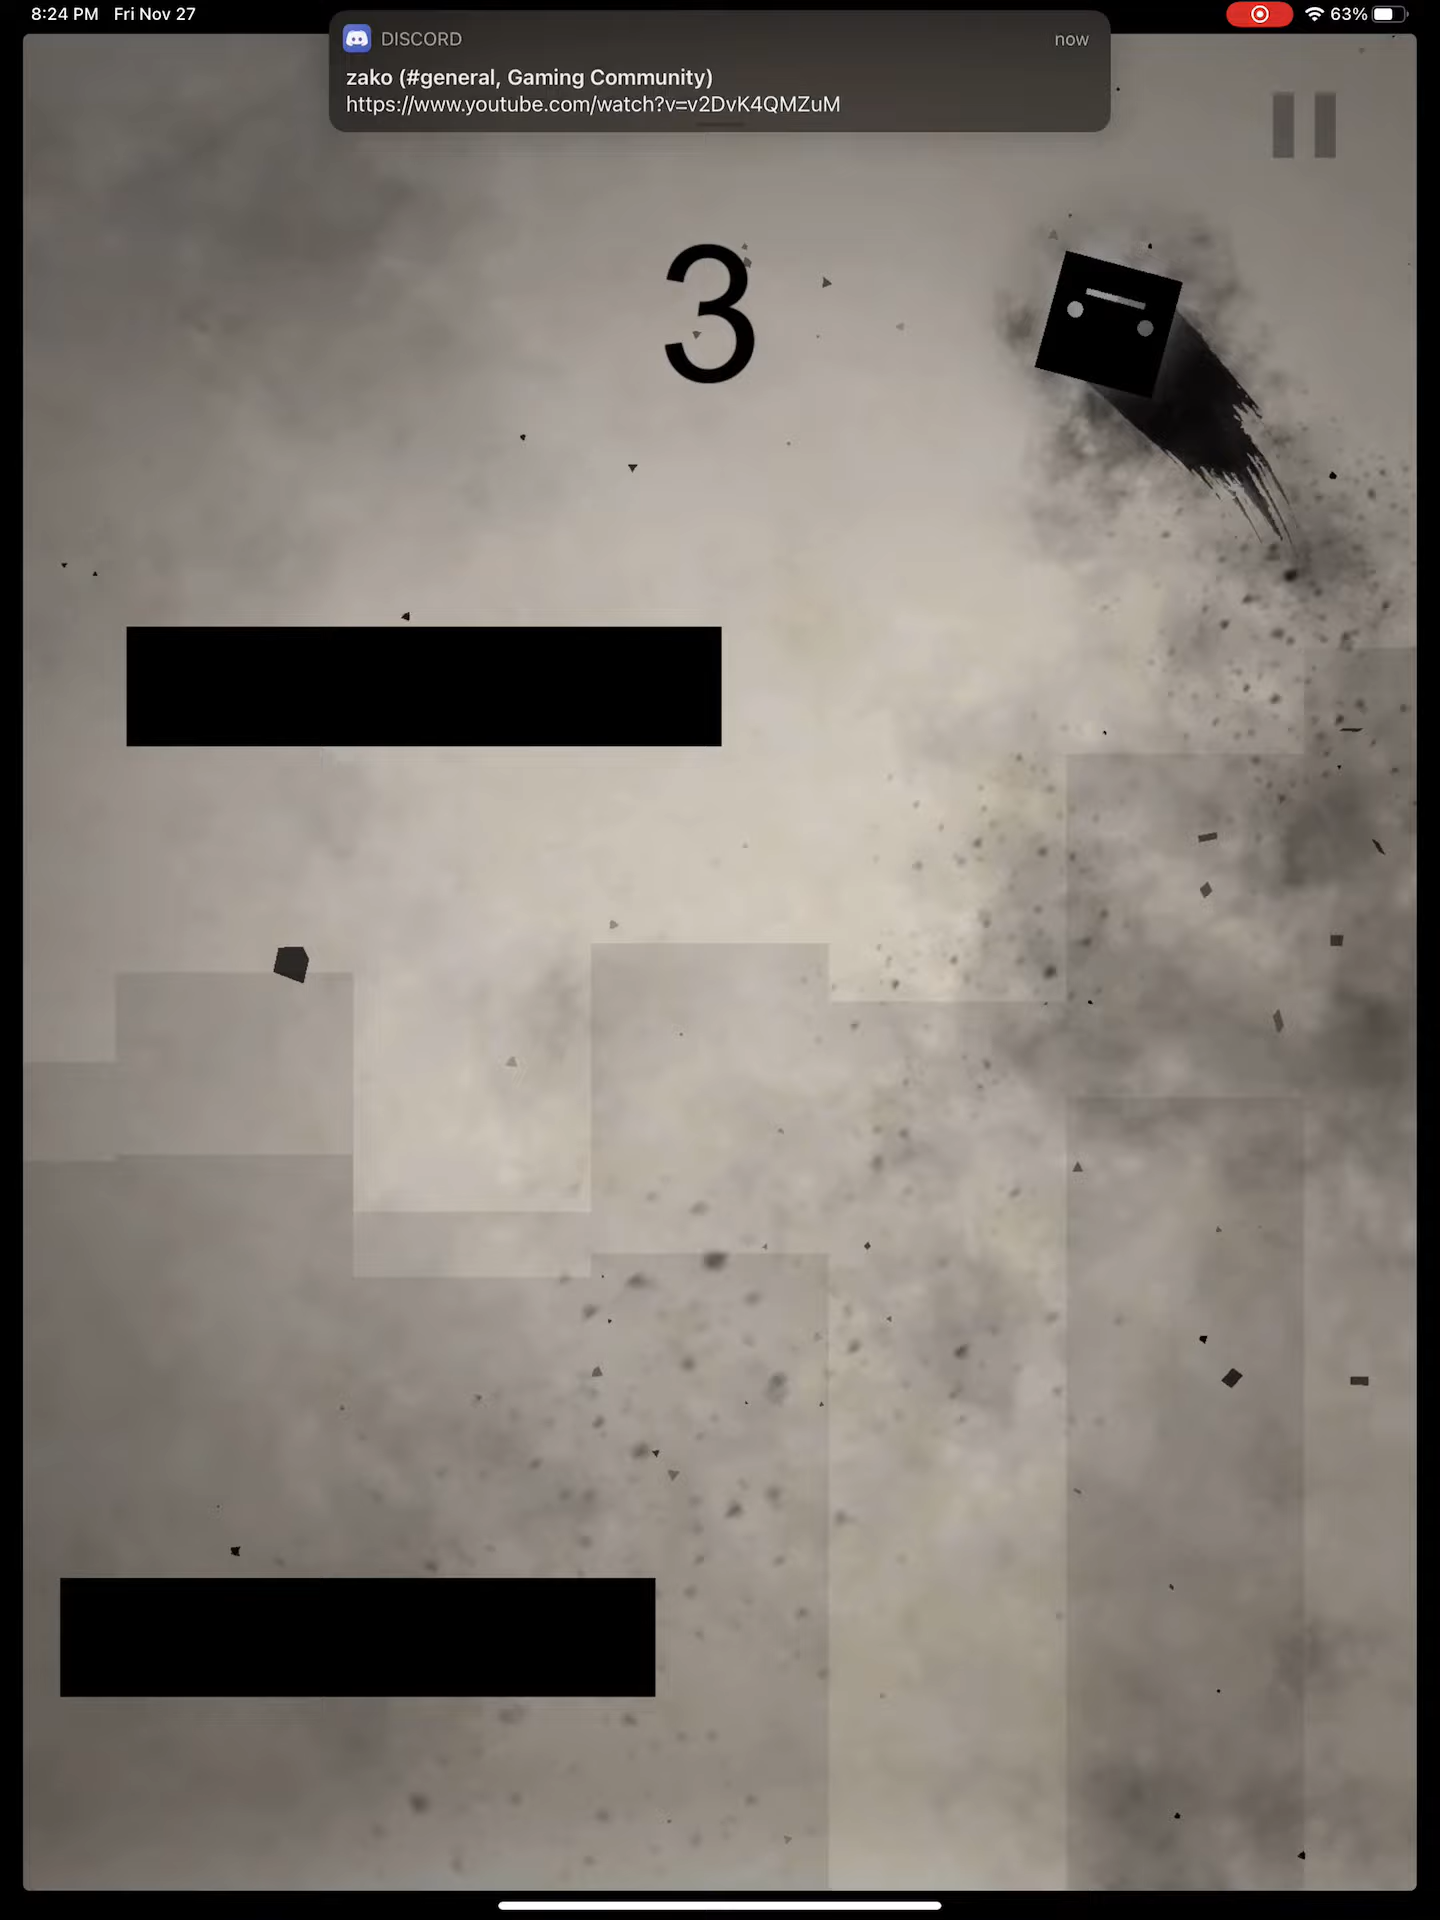 8:24 PM Fri Nov 27
63%
DISCORD
now
zako (#general, Gaming Community)
https://www.youtube.com/watch?v=v2DvK4QMZuM
3